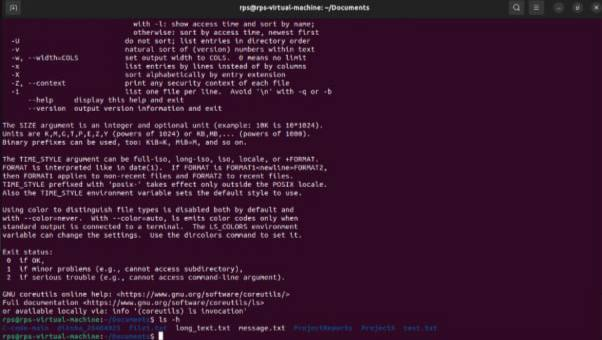 rps@rps-virtual-machine: ~/Documents
with -l: show access time and sort by name;
otherwise: sort by access time, newest first
-U do not sort; list entries in directory order
-v natural sort of (version) numbers within text
-w, --width=COLS set output width to COLS. 0 means no limit
-x list entries by lines instead of by columns
-X sort alphabetically by entry extension
-Z, --context print any security context of each file
-1 list one file per line. Avoid '\n' with -q or -b
--help display this help and exit
--version output version information and exit
The SIZE argument is an integer and optional unit (example: 10K is 10*1024).
Units are K,M,G,T,P,E,Z,Y (powers of 1024) or KB,MB,... (powers of 1000).
Binary prefixes can be used, too: KiB=K, MiB=M, and so on.
The TIME_STYLE argument can be full-iso, long-iso, iso, locale, or +FORMAT.
FORMAT is interpreted like in date(1). If FORMAT is FORMAT1<newline>FORMAT2,
then FORMAT1 applies to non-recent files and FORMAT2 to recent files.
TIME_STYLE prefixed with 'posix-' takes effect only outside the POSIX locale.
Also the TIME_STYLE environment variable sets the default style to use.
Using color to distinguish file types is disabled both by default and
with --color=never. With --color=auto, ls emits color codes only when
standard output is connected to a terminal. The LS_COLORS environment
variable can change the settings. Use the dircolors command to set it.
Exit status:
0 if OK,
1 if minor problems (e.g., cannot access subdirectory),
2 if serious trouble (e.g., cannot access command-line argument).
GNU coreutils online help: <https://www.gnu.org/software/coreutils/>
Full documentation <https://www.gnu.org/software/coreutils/ls>
or available locally via: info '(coreutils) ls invocation'
rps@rps-virtual-machine:~/Documents$ ls -h
C-code-main file1.txt long_text.txt message.txt ProjectReports ProjectX test.txt
rps@rps-virtual-machine:~/Documents$